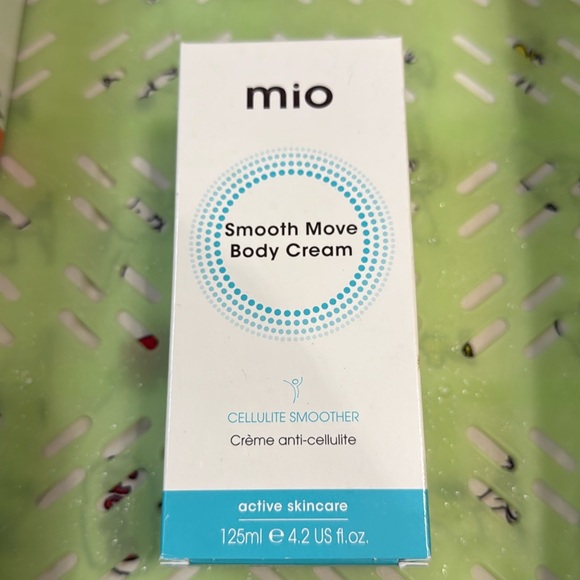 mio
Smooth Move
Body Cream
CELLULITE SMOOTHER
Crème anti-cellulite
active skincare
125ml ℮ 4.2 US fl.oz.